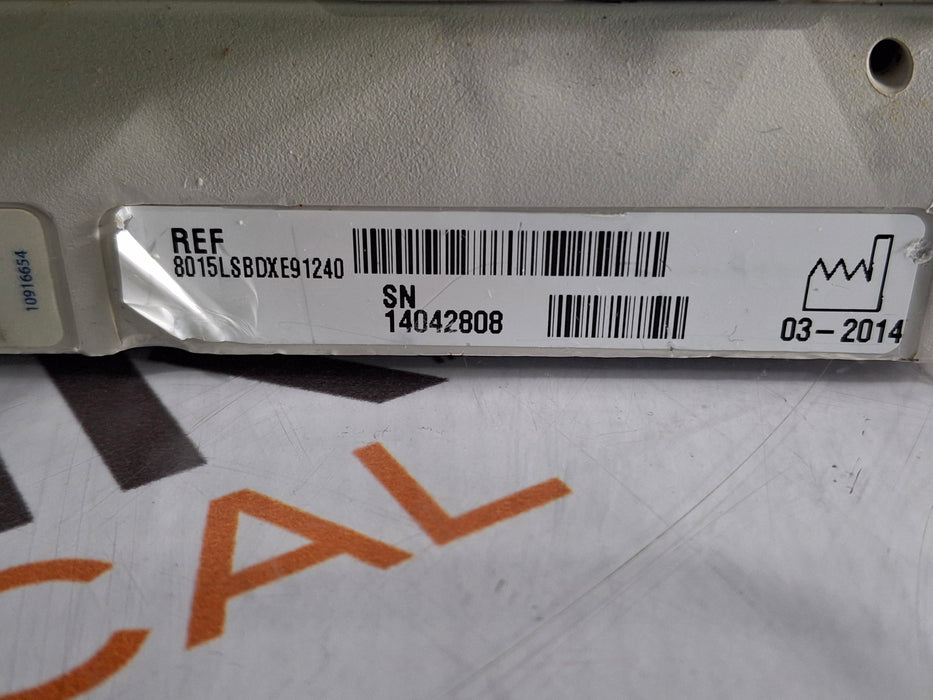 REF
8015LSBDXE91240
SN
14042808
03-2014
10916654
CAL